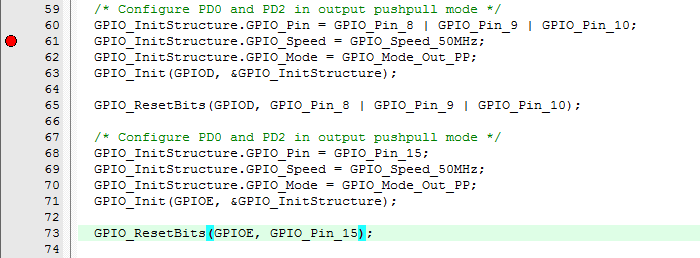 59 /* Configure PD0 and PD2 in output pushpull mode */
60 GPIO_InitStructure.GPIO_Pin = GPIO_Pin_8 | GPIO_Pin_9 | GPIO_Pin_10;
61 GPIO_InitStructure.GPIO_Speed = GPIO_Speed_50MHz;
62 GPIO_InitStructure.GPIO_Mode = GPIO_Mode_Out_PP;
63 GPIO_Init(GPIOD, &GPIO_InitStructure);
64
65 GPIO_ResetBits(GPIOD, GPIO_Pin_8 | GPIO_Pin_9 | GPIO_Pin_10);
66
67 /* Configure PD0 and PD2 in output pushpull mode */
68 GPIO_InitStructure.GPIO_Pin = GPIO_Pin_15;
69 GPIO_InitStructure.GPIO_Speed = GPIO_Speed_50MHz;
70 GPIO_InitStructure.GPIO_Mode = GPIO_Mode_Out_PP;
71 GPIO_Init(GPIOE, &GPIO_InitStructure);
72
73 GPIO_ResetBits(GPIOE, GPIO_Pin_15);
74